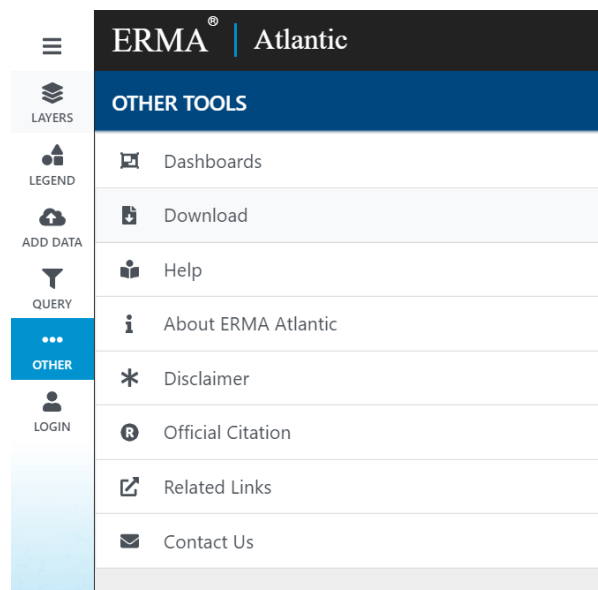 ERMA® | Atlantic
LAYERS
LEGEND
ADD DATA
QUERY
OTHER
LOGIN
OTHER TOOLS
Dashboards
Download
Help
About ERMA Atlantic
Disclaimer
Official Citation
Related Links
Contact Us